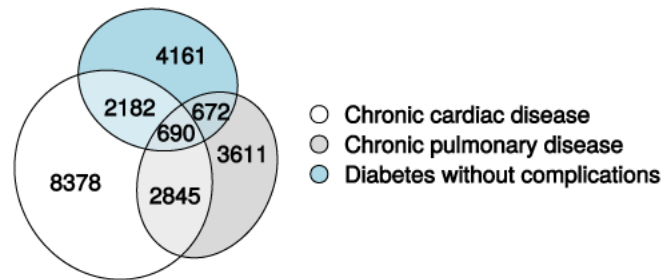 4161
2182
672
690
3611
8378
2845
Chronic cardiac disease
Chronic pulmonary disease
Diabetes without complications